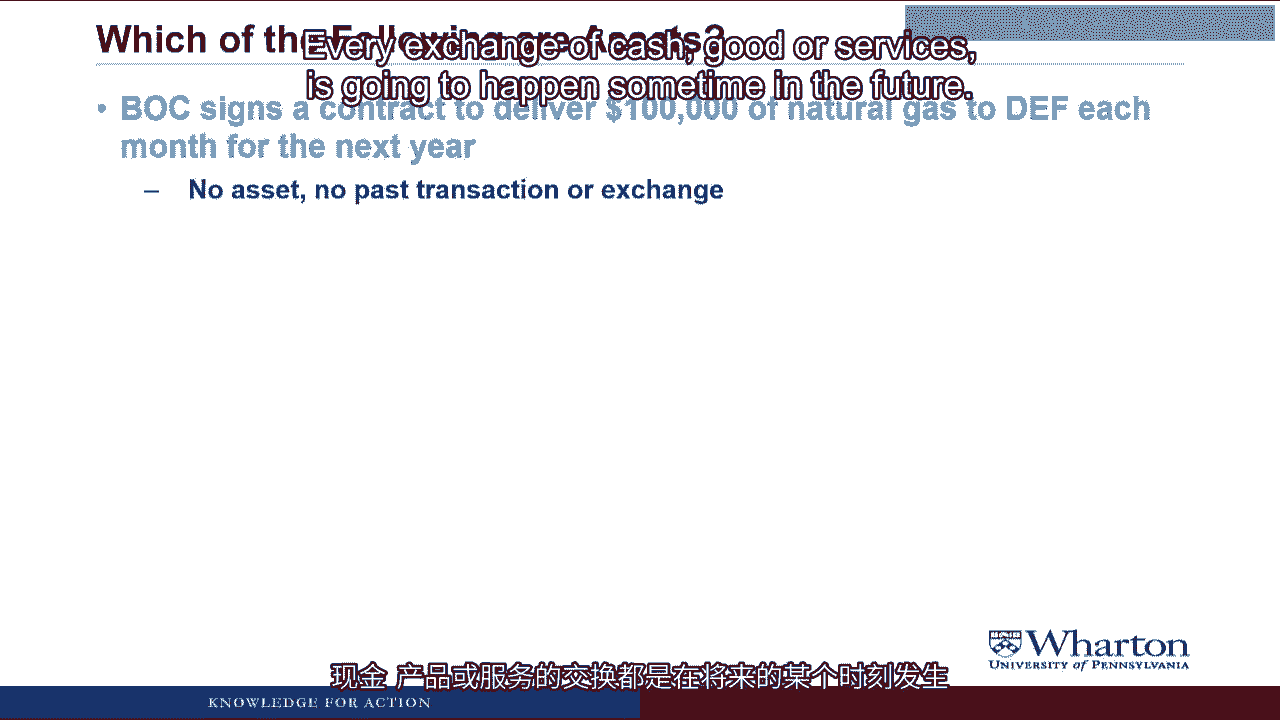 Which of the Following are Assets?
Every exchange of cash, good or services,
is going to happen sometime in the future.
• BOC signs a contract to deliver $100,000 of natural gas to DEF each
month for the next year
– No asset, no past transaction or exchange
Wharton
UNIVERSITY of PENNSYLVANIA
现金 产品或服务的交换都是在将来的某个时刻发生
KNOWLEDGE FOR ACTION